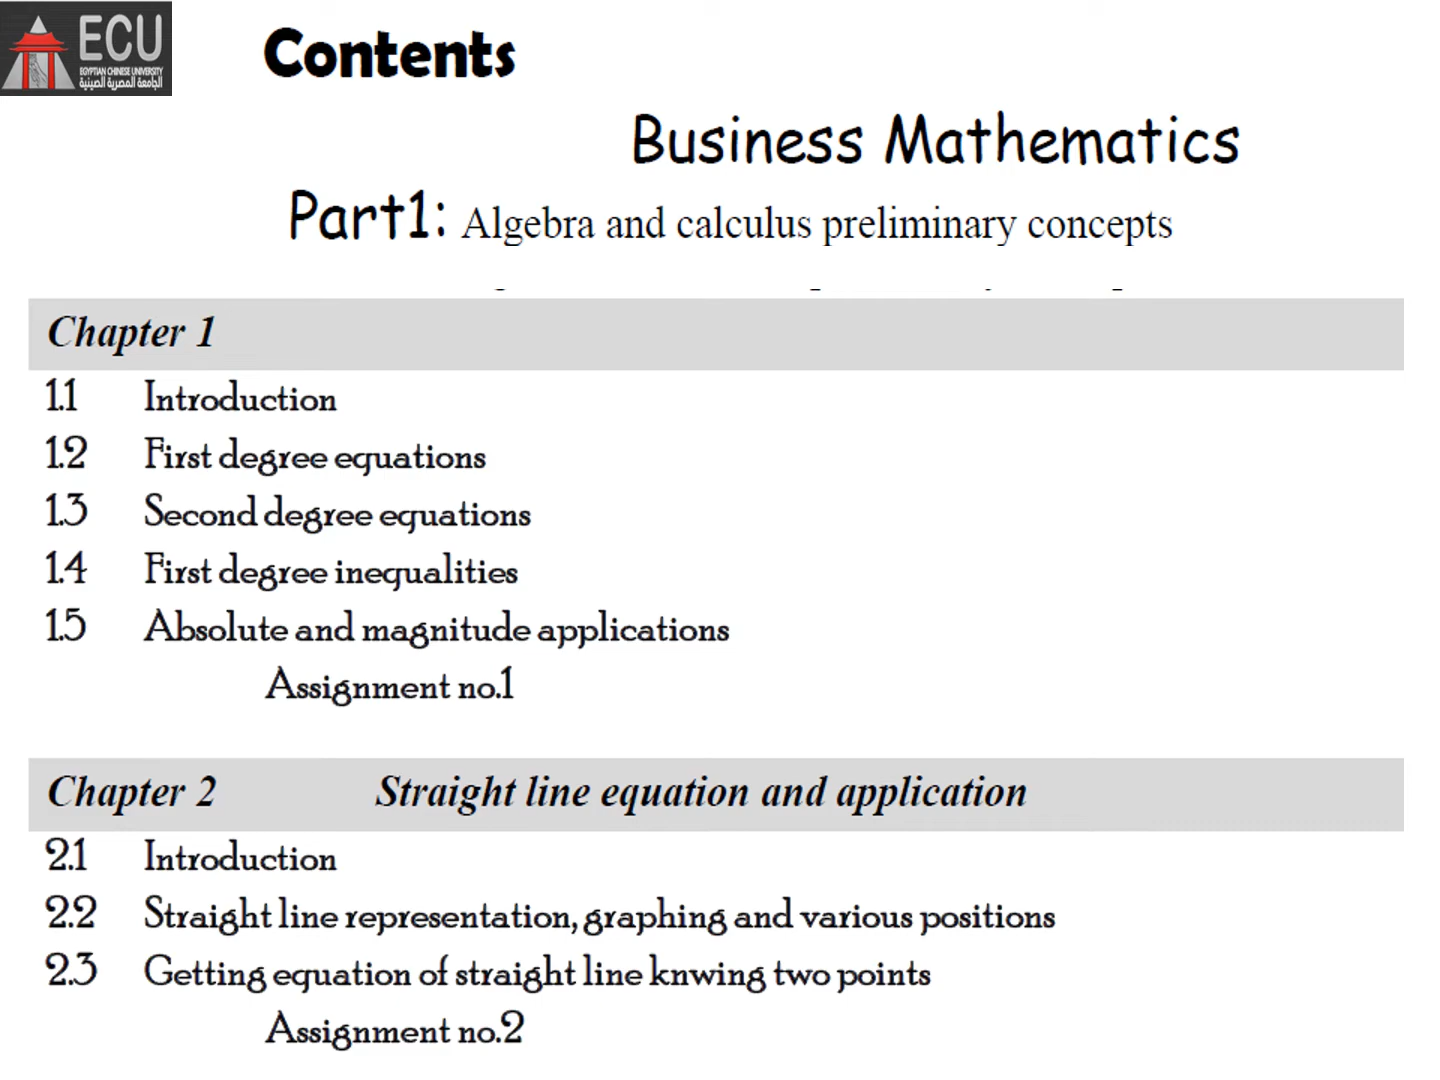 ECU
EGYPTIAN CHINESE UNIVERSITY
الجامعة المصرية الصينية
Contents
Business Mathematics
Part1: Algebra and calculus preliminary concepts
Chapter 1
1.1 Introduction
1.2 First degree equations
1.3 Second degree equations
1.4 First degree inequalities
1.5 Absolute and magnitude applications
Assignment no.1
Chapter 2 Straight line equation and application
2.1 Introduction
2.2 Straight line representation, graphing and various positions
2.3 Getting equation of straight line knwing two points
Assignment no.2